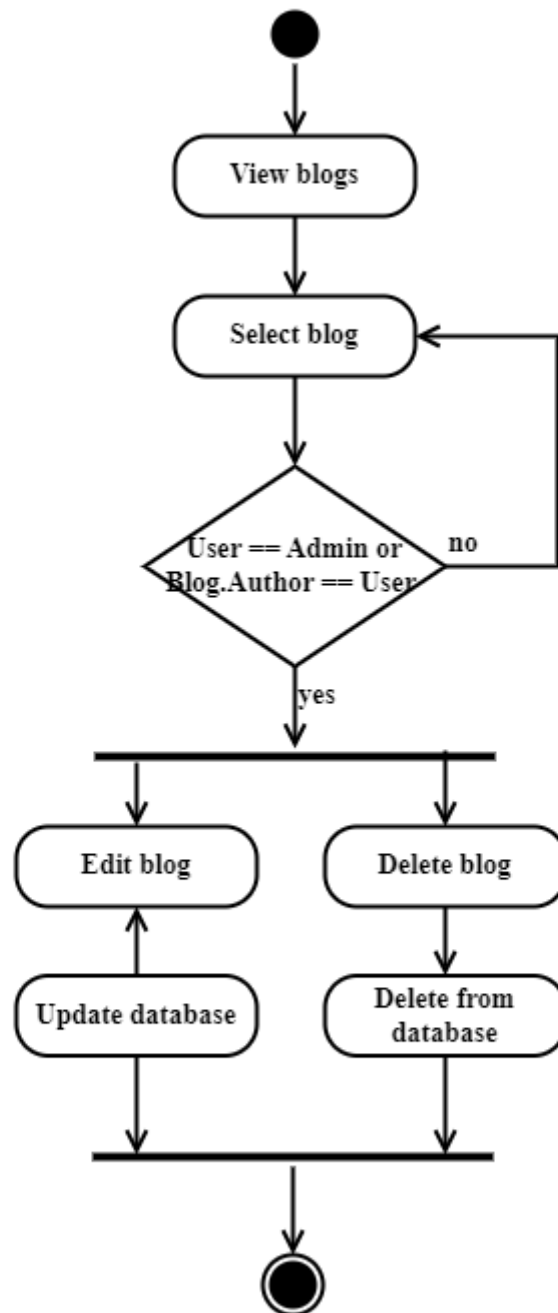 View blogs
Select blog
User == Admin or
Blog.Author == User
no
yes
Edit blog
Delete blog
Update database
Delete from
database